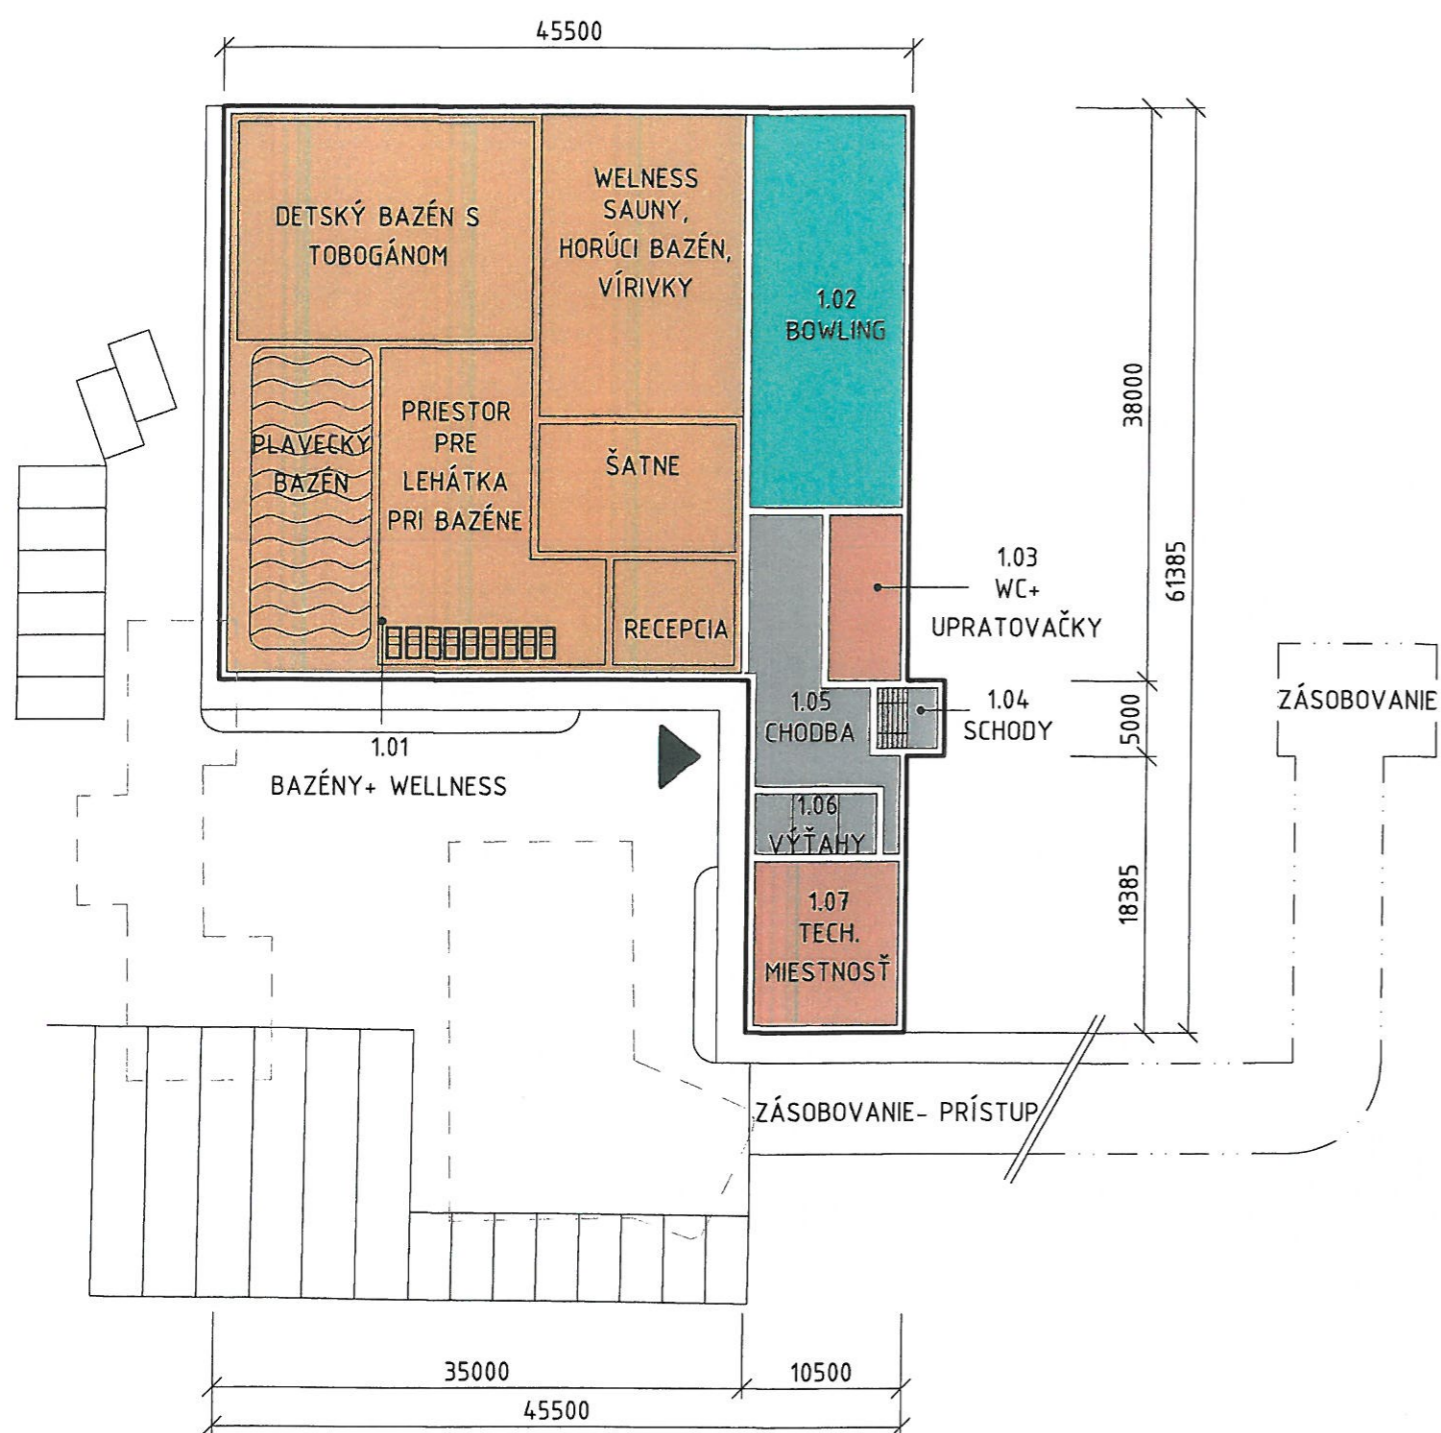 45500
DETSKÝ BAZÉN S
TOBOGÁNOM
WELNESS
SAUNY,
HORÚCI BAZÉN,
VÍRIVKY
1.02
BOWLING
PLAVECKY
BAZÉN
PRIESTOR
PRE
LEHÁTKA
PRI BAZÉNE
ŠATNE
RECEPCIA
38000
61385
1.03
WC+
UPRATOVAČKY
1.04
SCHODY
5000
ZÁSOBOVANIE
1.05
CHODBA
1.01
BAZÉNY+ WELLNESS
1.06
VÝŤAHY
18385
1.07
TECH.
MIESTNOSŤ
ZÁSOBOVANIE- PRÍSTUP
35000
10500
45500